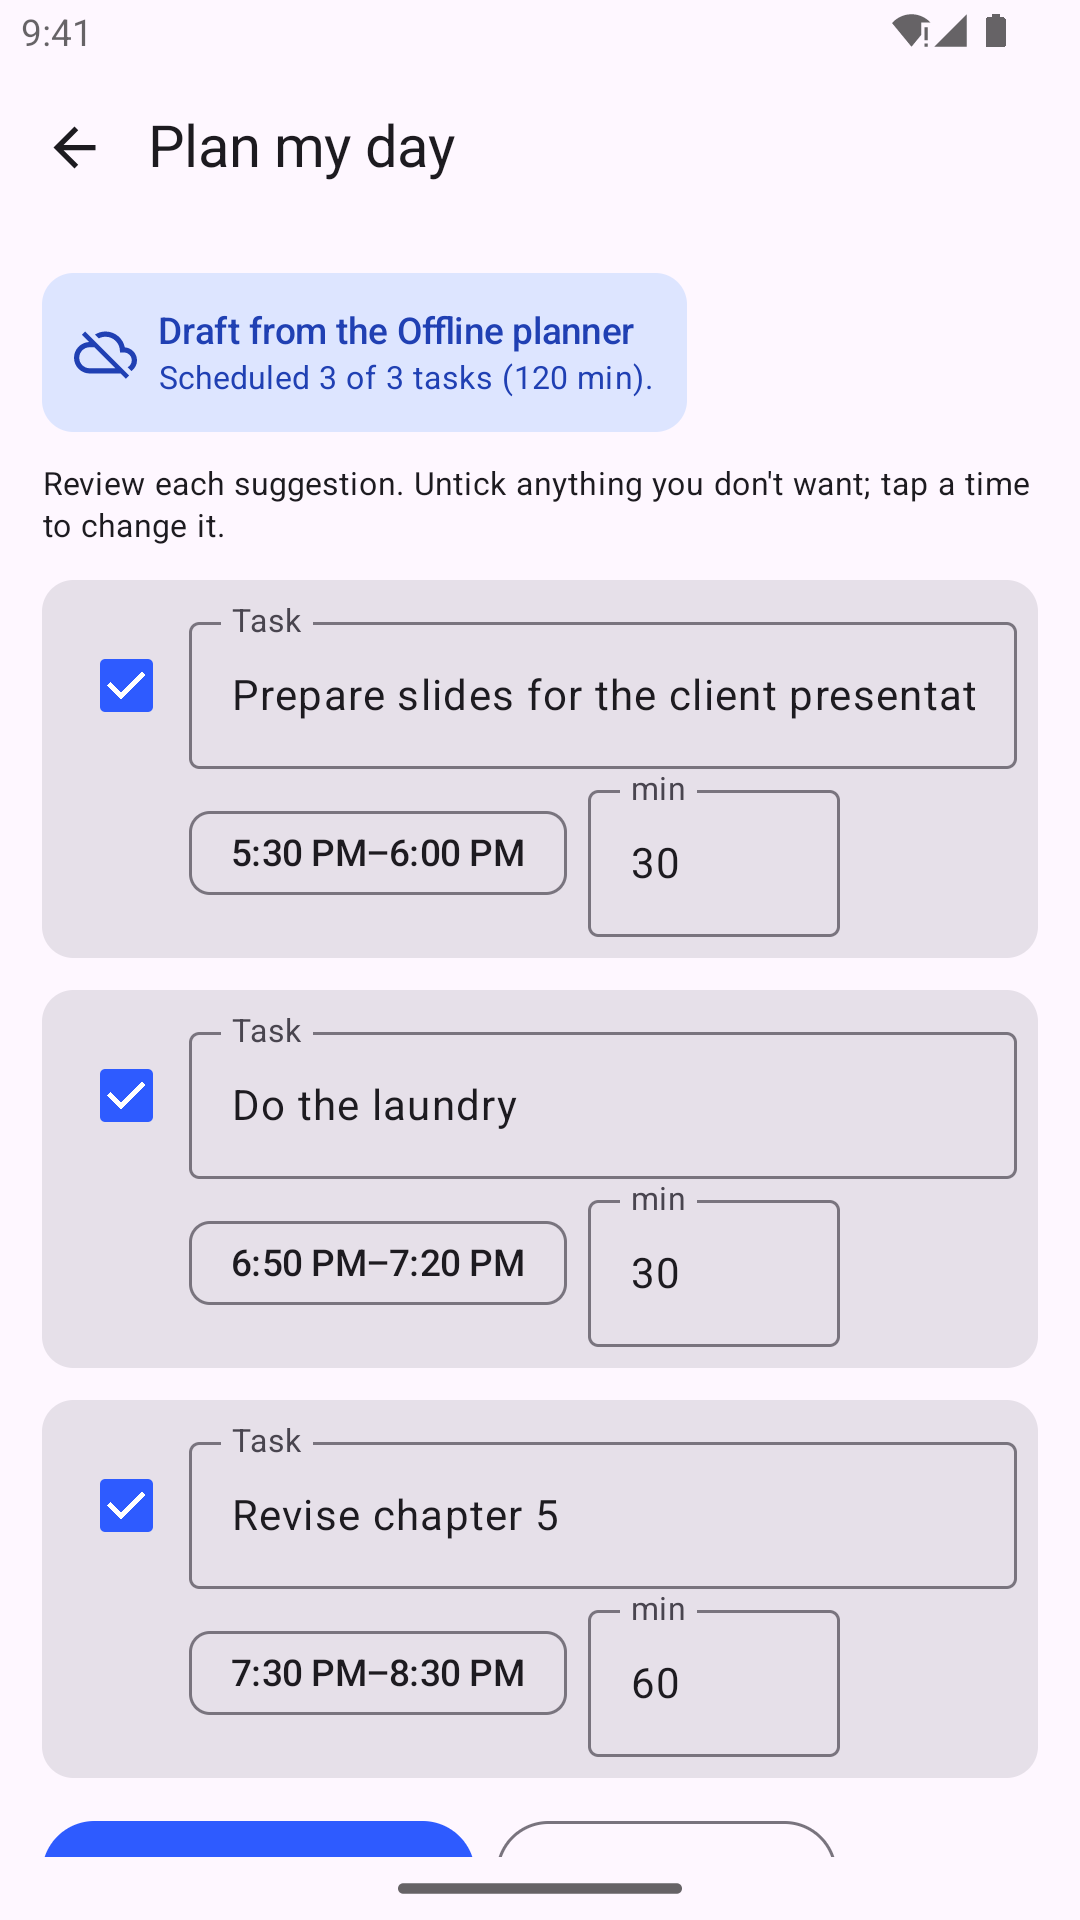 9:41
Plan my day
Draft from the Offline planner
Scheduled 3 of 3 tasks (120 min).
Review each suggestion. Untick anything you don't want; tap a time
to change it.
Task
Prepare slides for the client presentat
5:30 PM–6:00 PM
min
30
Task
Do the laundry
6:50 PM–7:20 PM
min
30
Task
Revise chapter 5
7:30 PM–8:30 PM
min
60